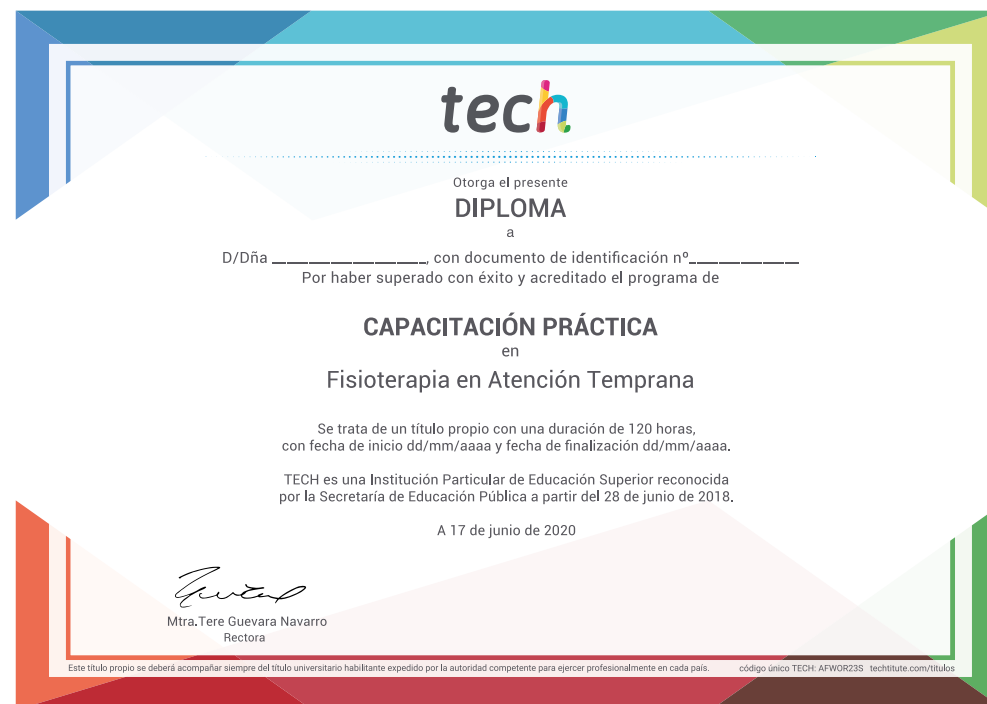 tech
Otorga el presente
DIPLOMA
a
D/Dña ____________________, con documento de identificación nº______________
Por haber superado con éxito y acreditado el programa de
CAPACITACIÓN PRÁCTICA
en
Fisioterapia en Atención Temprana
Se trata de un título propio con una duración de 120 horas,
con fecha de inicio dd/mm/aaaa y fecha de finalización dd/mm/aaaa.
TECH es una Institución Particular de Educación Superior reconocida
por la Secretaría de Educación Pública a partir del 28 de junio de 2018.
A 17 de junio de 2020
Mtra.Tere Guevara Navarro
Rectora
Este título propio se deberá acompañar siempre del título universitario habilitante expedido por la autoridad competente para ejercer profesionalmente en cada país. código único TECH: AFWOR23S techtitute.com/titulos